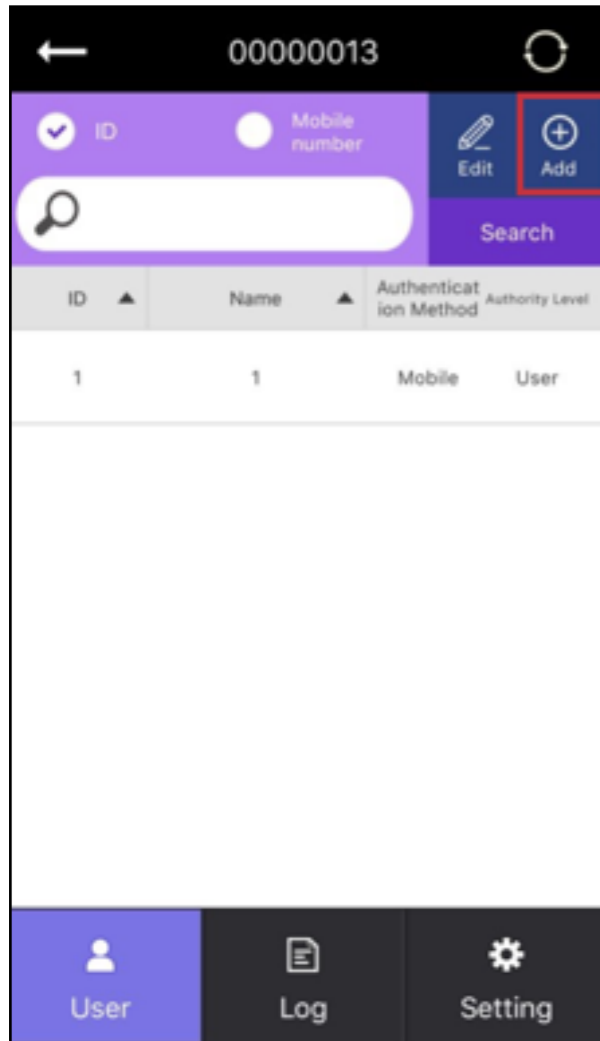 00000013
ID
Mobile
number
Edit
Add
Search
ID
Name
Authenticat
ion Method
Authority Level
1
1
Mobile
User
User
Log
Setting